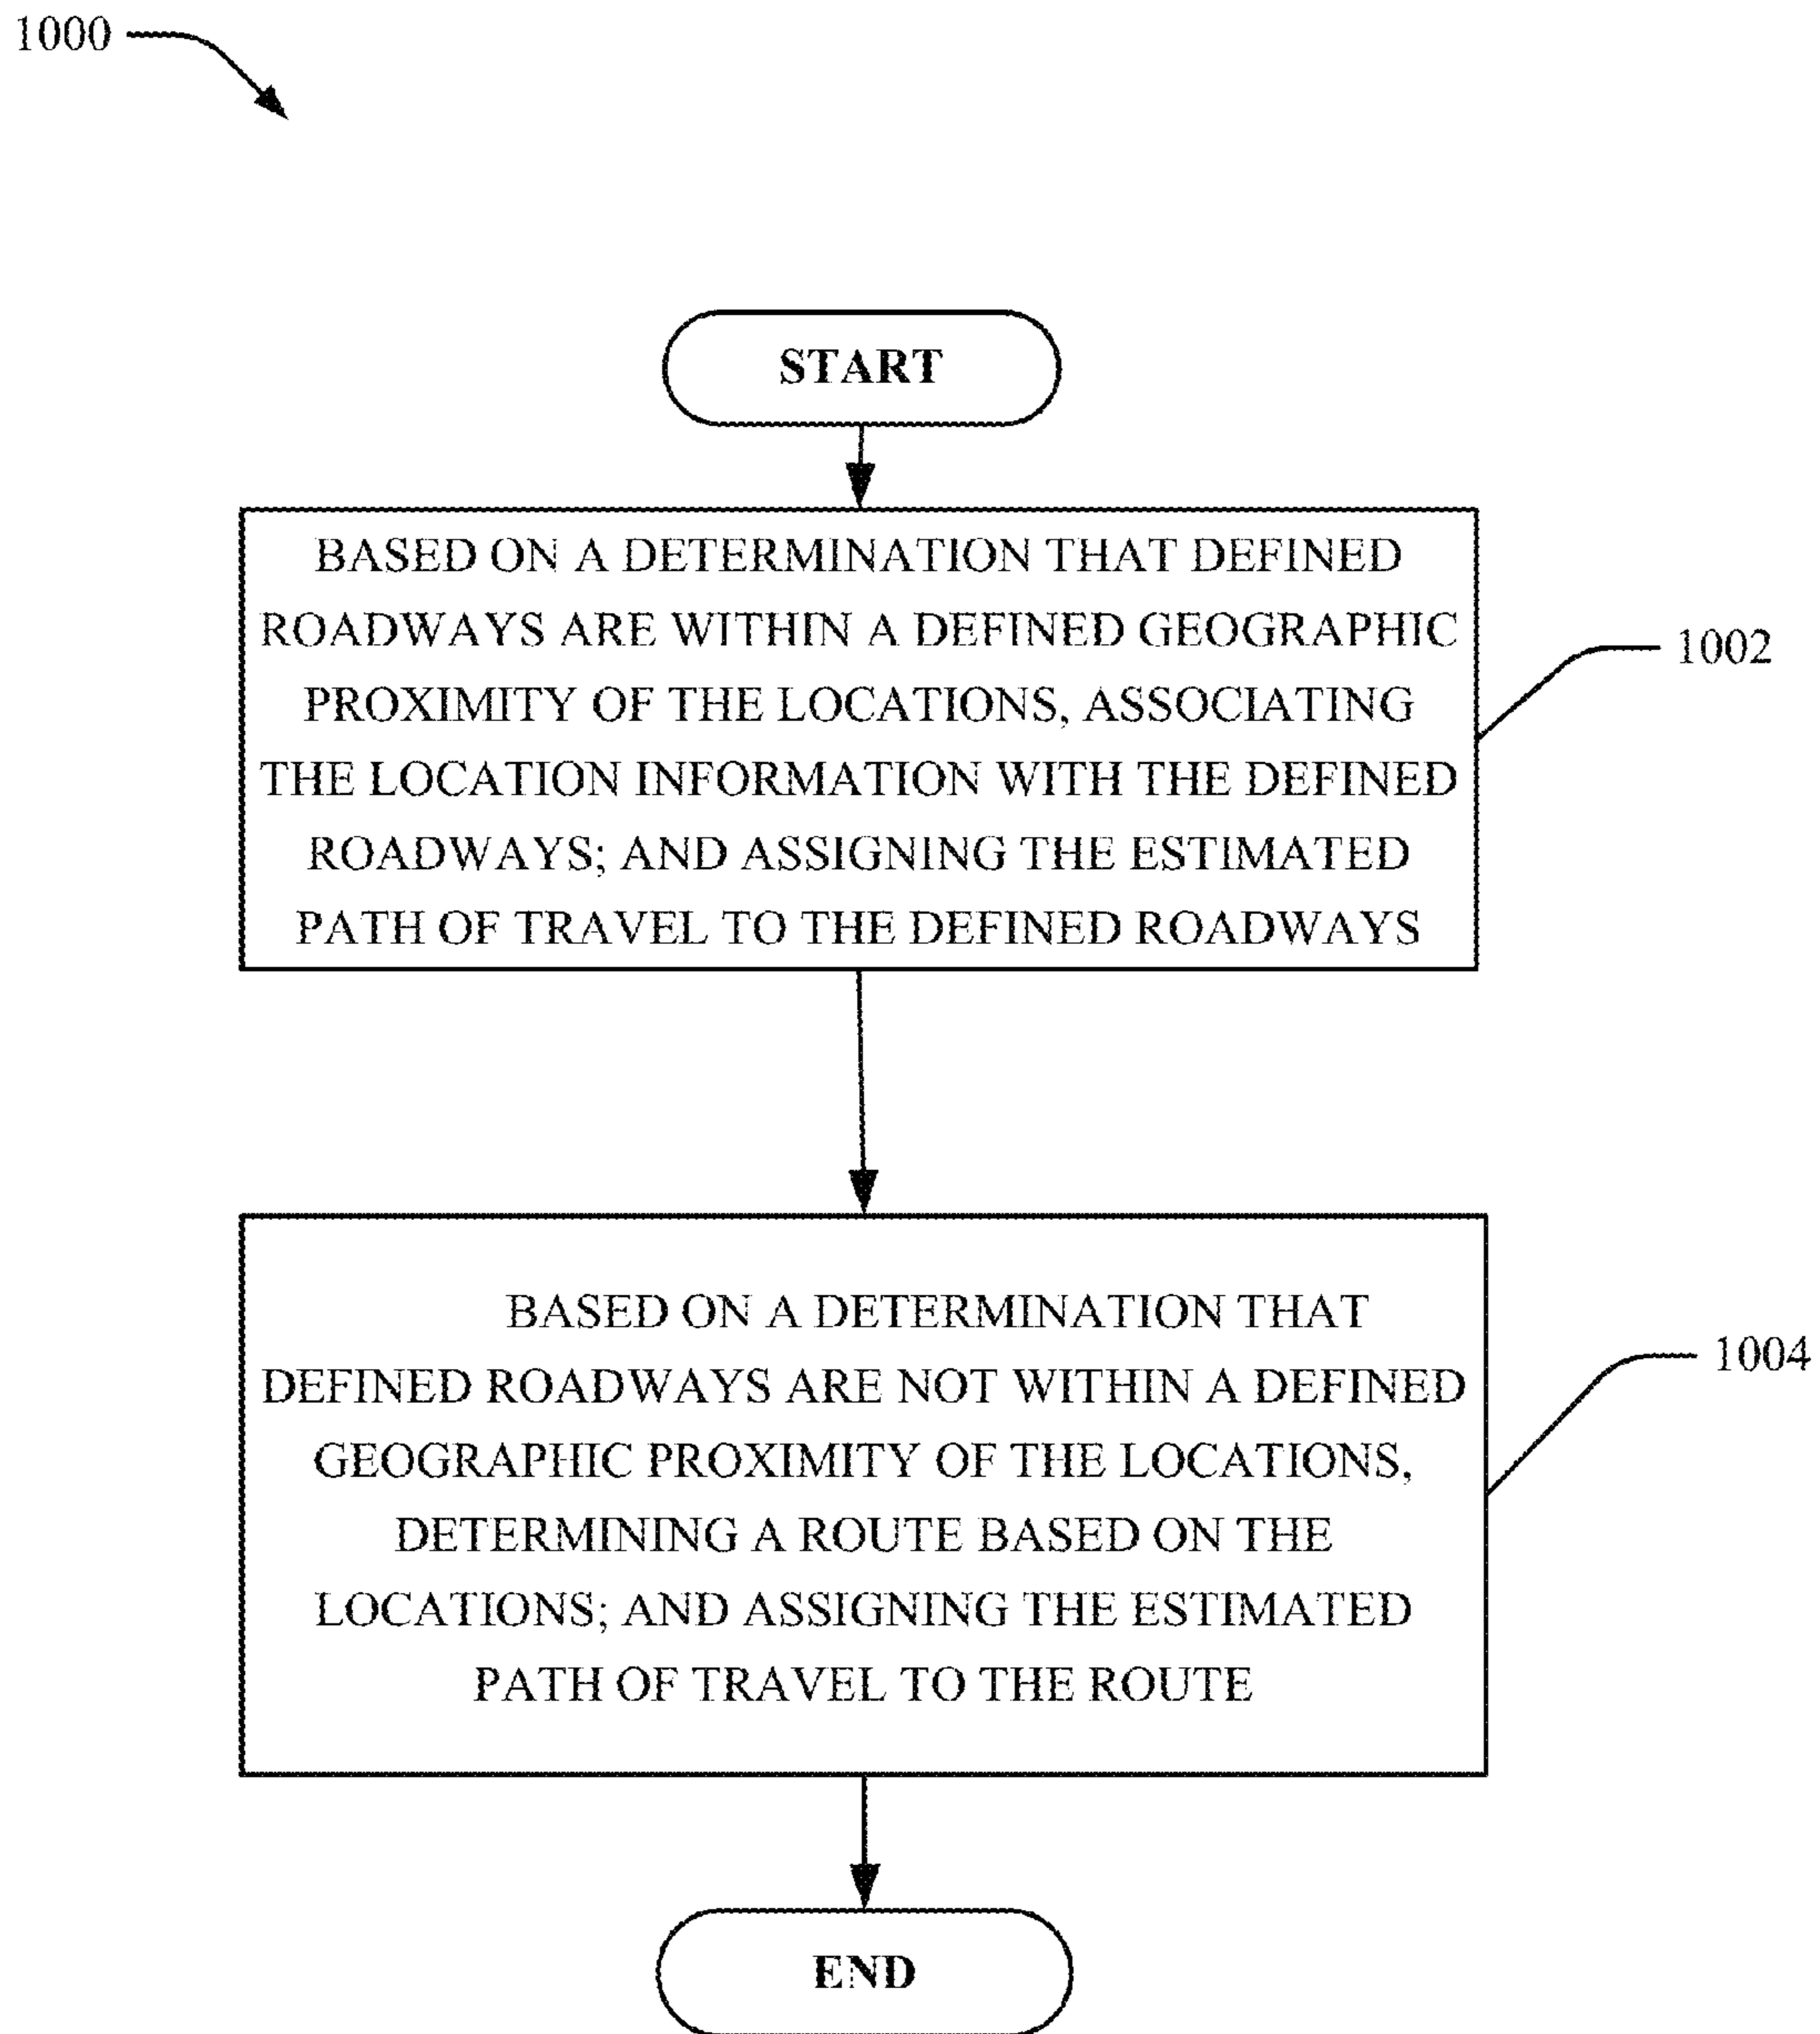 1000
START
BASED ON A DETERMINATION THAT DEFINED
ROADWAYS ARE WITHIN A DEFINED GEOGRAPHIC
PROXIMITY OF THE LOCATIONS, ASSOCIATING
THE LOCATION INFORMATION WITH THE DEFINED
ROADWAYS; AND ASSIGNING THE ESTIMATED
PATH OF TRAVEL TO THE DEFINED ROADWAYS
1002
BASED ON A DETERMINATION THAT
DEFINED ROADWAYS ARE NOT WITHIN A DEFINED
GEOGRAPHIC PROXIMITY OF THE LOCATIONS,
DETERMINING A ROUTE BASED ON THE
LOCATIONS; AND ASSIGNING THE ESTIMATED
PATH OF TRAVEL TO THE ROUTE
1004
END